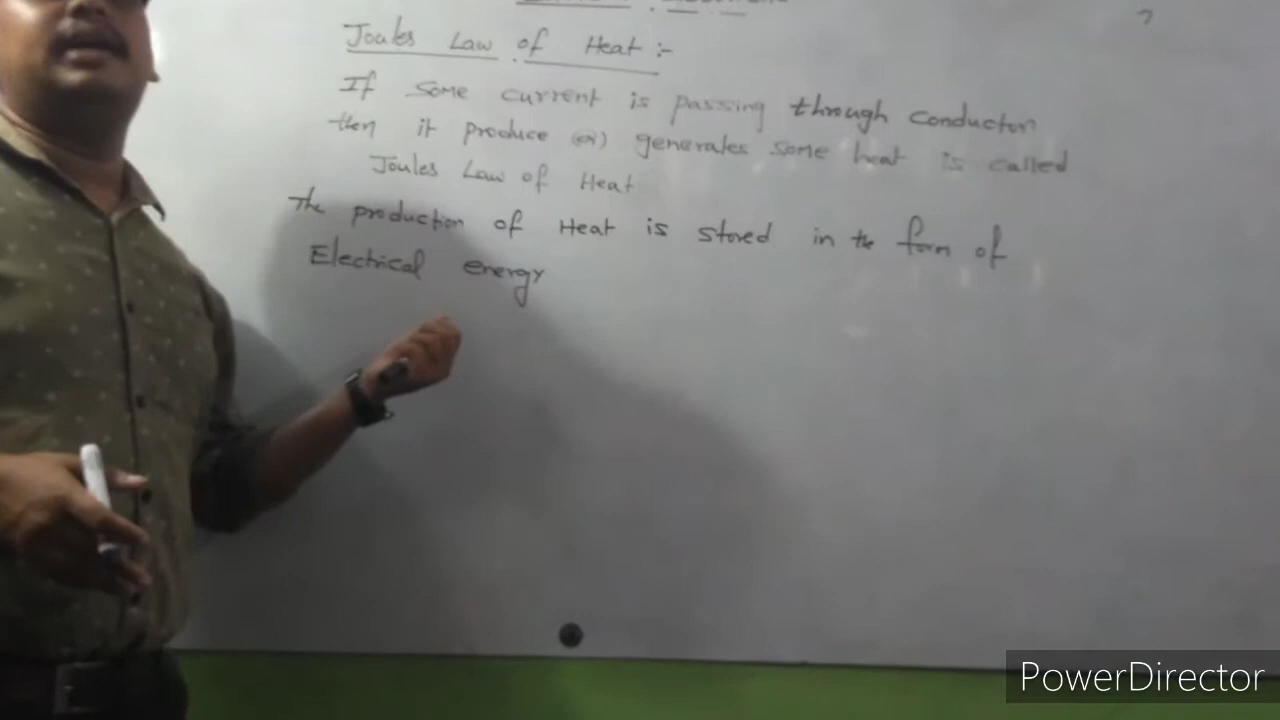 Joules Law of Heat :-
If some current is passing through conductor
then it produce (or) generates some heat is called
Joules Law of Heat
The production of Heat is stored in the form of
Electrical energy
PowerDirector